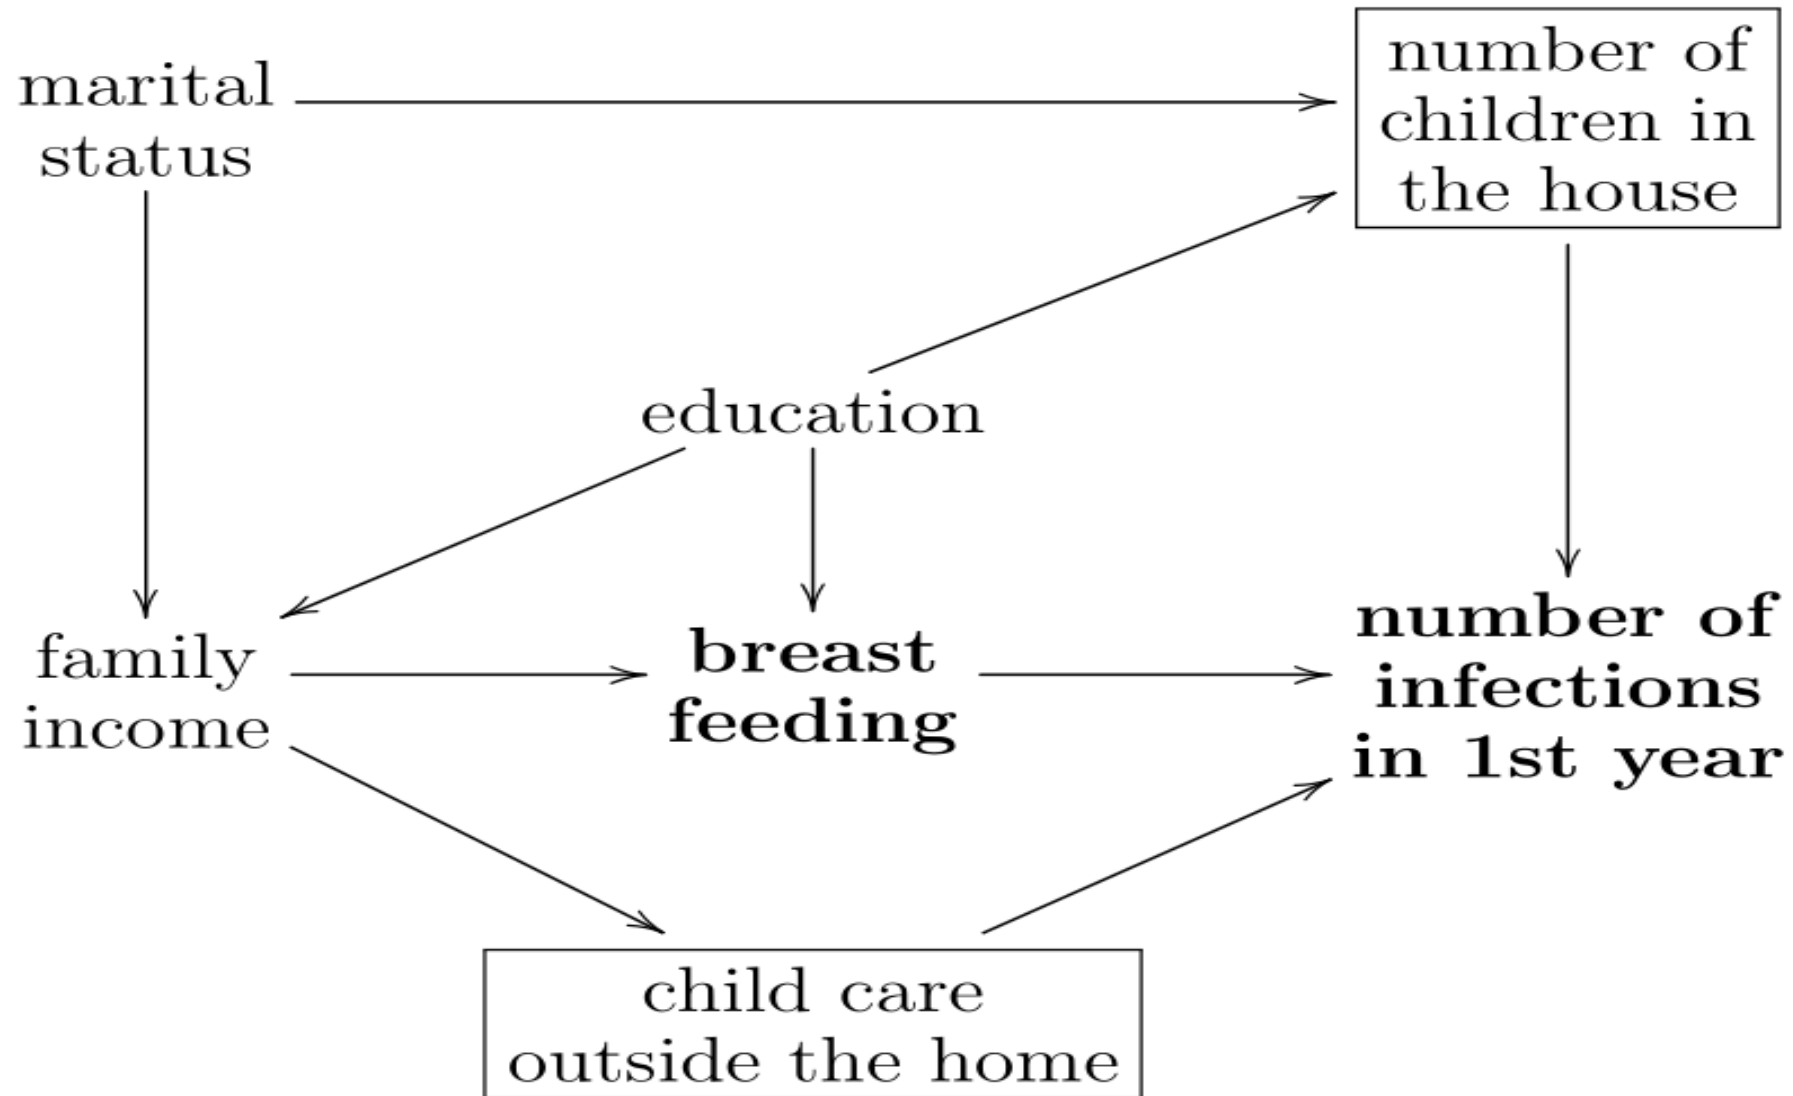 marital
status
number of
children in
the house
education
family
income
breast
feeding
number of
infections
in 1st year
child care
outside the home